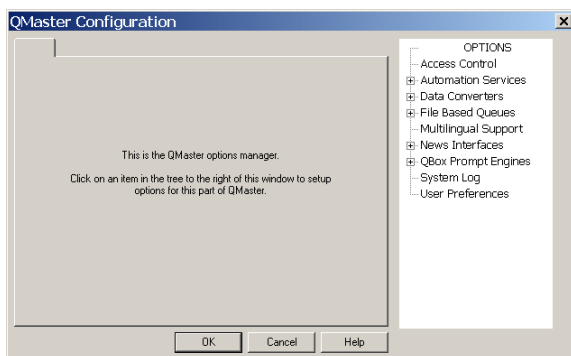 QMaster Configuration
This is the QMaster options manager.
Click on an item in the tree to the right of this window to setup
options for this part of QMaster.
OPTIONS
Access Control
Automation Services
Data Converters
File Based Queues
Multilingual Support
News Interfaces
QBox Prompt Engines
System Log
User Preferences
OK
Cancel
Help